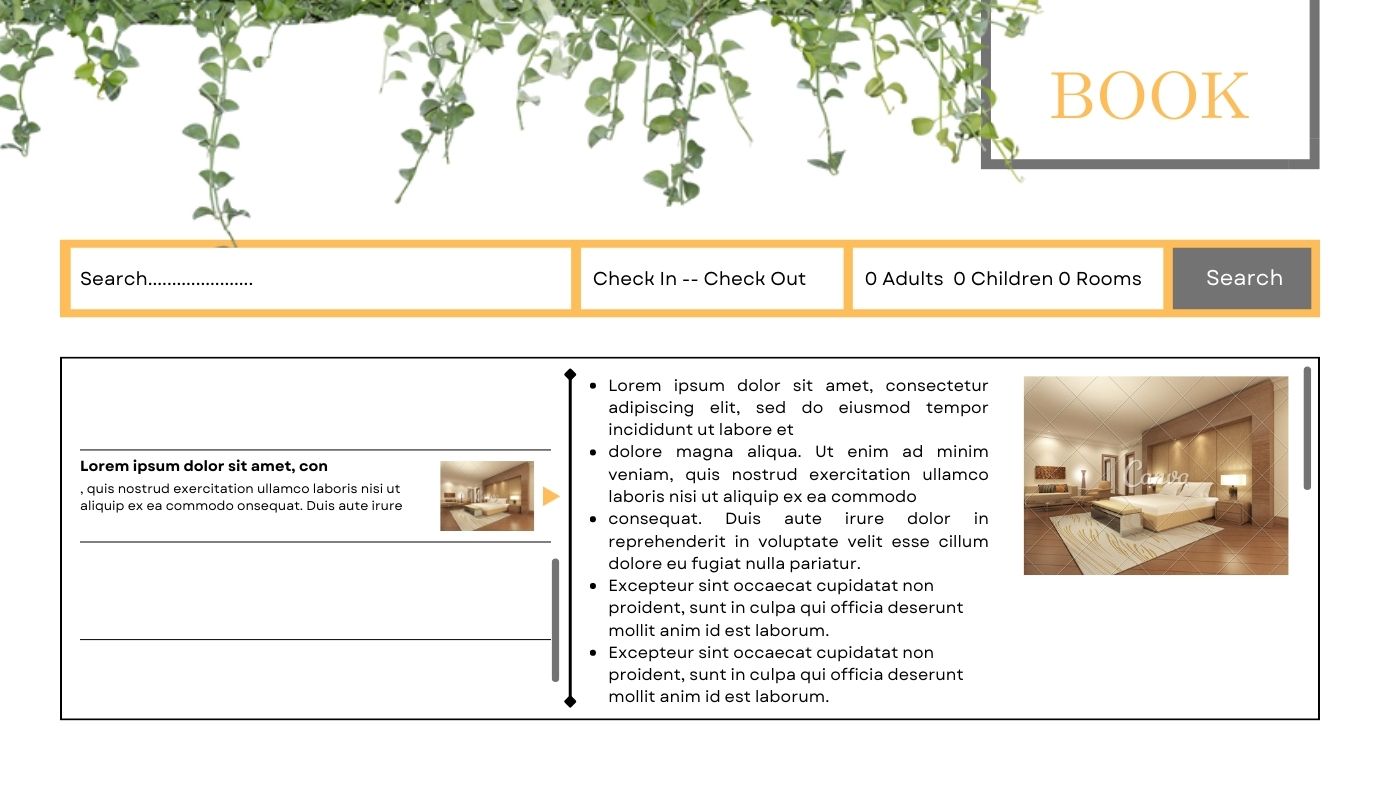 BOOK
Search......................
Check In -- Check Out
0 Adults 0 Children 0 Rooms
Search
Lorem ipsum dolor sit amet, con
, quis nostrud exercitation ullamco laboris nisi ut
aliquip ex ea commodo onsequat. Duis aute irure
• Lorem ipsum dolor sit amet, consectetur
adipiscing elit, sed do eiusmod tempor
incididunt ut labore et
• dolore magna aliqua. Ut enim ad minim
veniam, quis nostrud exercitation ullamco
laboris nisi ut aliquip ex ea commodo
• consequat. Duis aute irure dolor in
reprehenderit in voluptate velit esse cillum
dolore eu fugiat nulla pariatur.
• Excepteur sint occaecat cupidatat non
proident, sunt in culpa qui officia deserunt
mollit anim id est laborum.
• Excepteur sint occaecat cupidatat non
proident, sunt in culpa qui officia deserunt
mollit anim id est laborum.
Canva